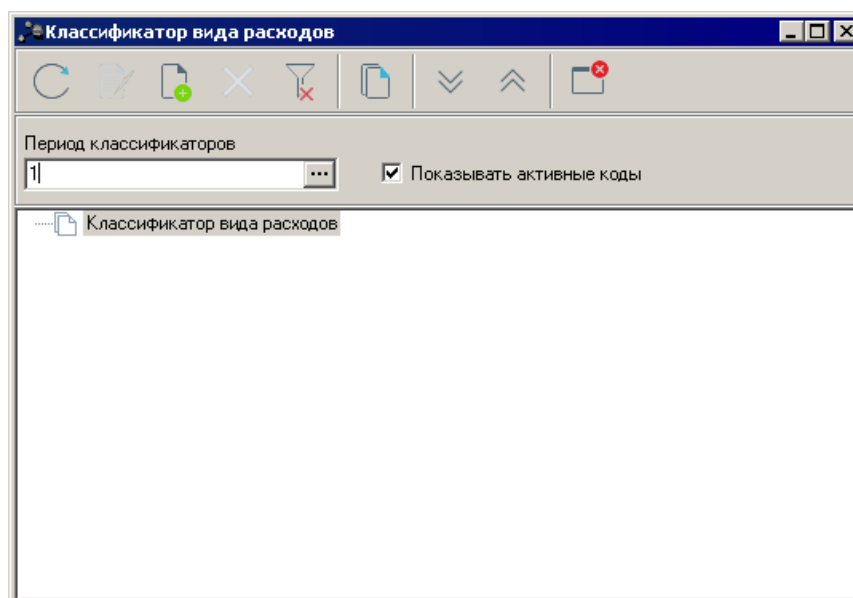 Классификатор вида расходов
Период классификаторов
1
...
Показывать активные коды
Классификатор вида расходов